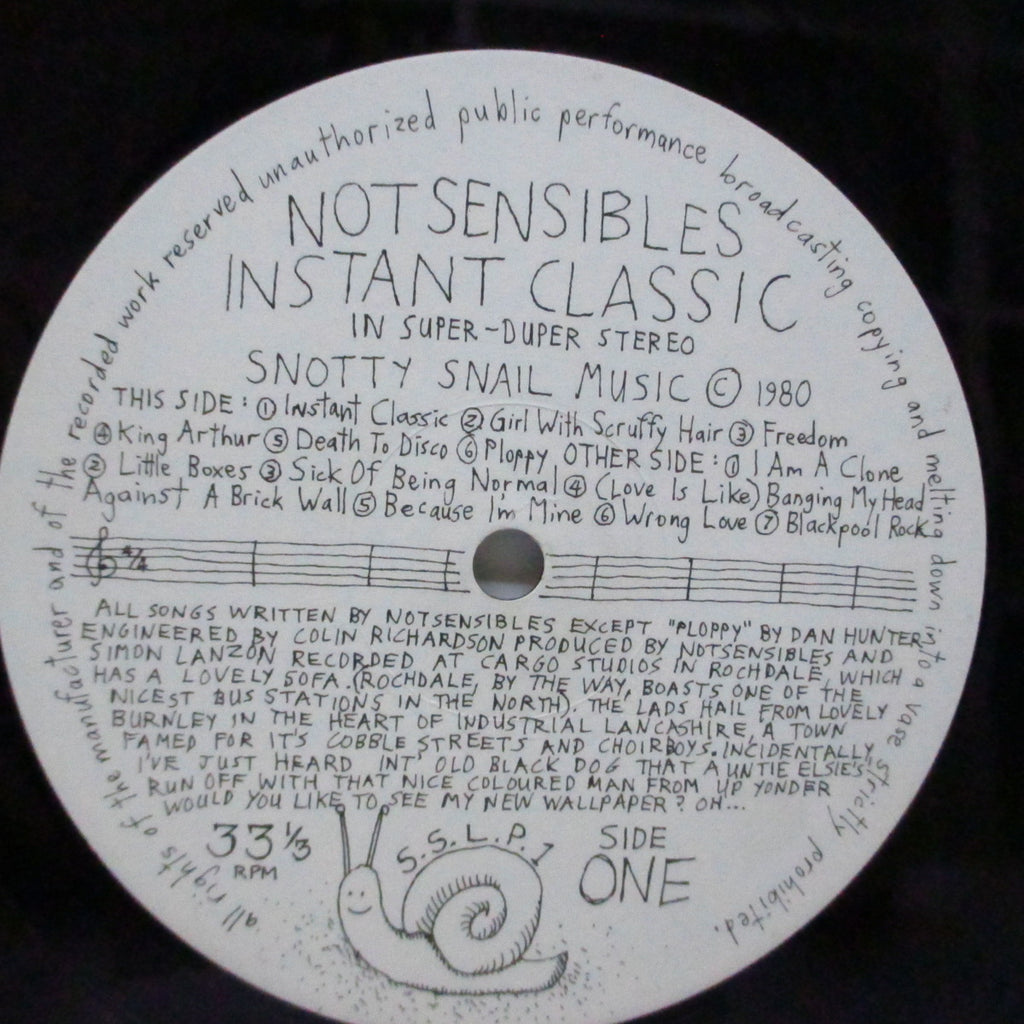 all rights of the manufacturer and of the recorded work reserved unauthorized public performance broadcasting copying and melting down into a vase strictly prohibited.
NOTSENSIBLES
INSTANT CLASSIC
IN SUPER-DUPER STEREO
SNOTTY SNAIL MUSIC © 1980
THIS SIDE: ① Instant Classic ② Girl With Scruffy Hair ③ Freedom
④ King Arthur ⑤ Death To Disco ⑥ Ploppy OTHER SIDE: ① I Am A Clone
② Little Boxes ③ Sick Of Being Normal ④ (Love Is Like) Banging My Head
Against A Brick Wall ⑤ Because I'm Mine ⑥ Wrong Love ⑦ Blackpool Rock
4/4
ALL SONGS WRITTEN BY NOTSENSIBLES EXCEPT "PLOPPY" BY DAN HUNTER
ENGINEERED BY COLIN RICHARDSON PRODUCED BY NOTSENSIBLES AND
SIMON LANZON RECORDED AT CARGO STUDIOS IN ROCHDALE, WHICH
HAS A LOVELY SOFA. (ROCHDALE, BY THE WAY, BOASTS ONE OF THE
NICEST BUS STATIONS IN THE NORTH). THE LADS HAIL FROM LOVELY
BURNLEY IN THE HEART OF INDUSTRIAL LANCASHIRE, A TOWN
FAMED FOR IT'S COBBLE STREETS AND CHOIRBOYS. INCIDENTALLY,
I'VE JUST HEARD INT' OLD BLACK DOG THAT AUNTIE ELSIE'S
RUN OFF WITH THAT NICE COLOURED MAN FROM UP YONDER
WOULD YOU LIKE TO SEE MY NEW WALLPAPER? OH...
33 1/3
RPM
S.S.L.P. 1
SIDE
ONE